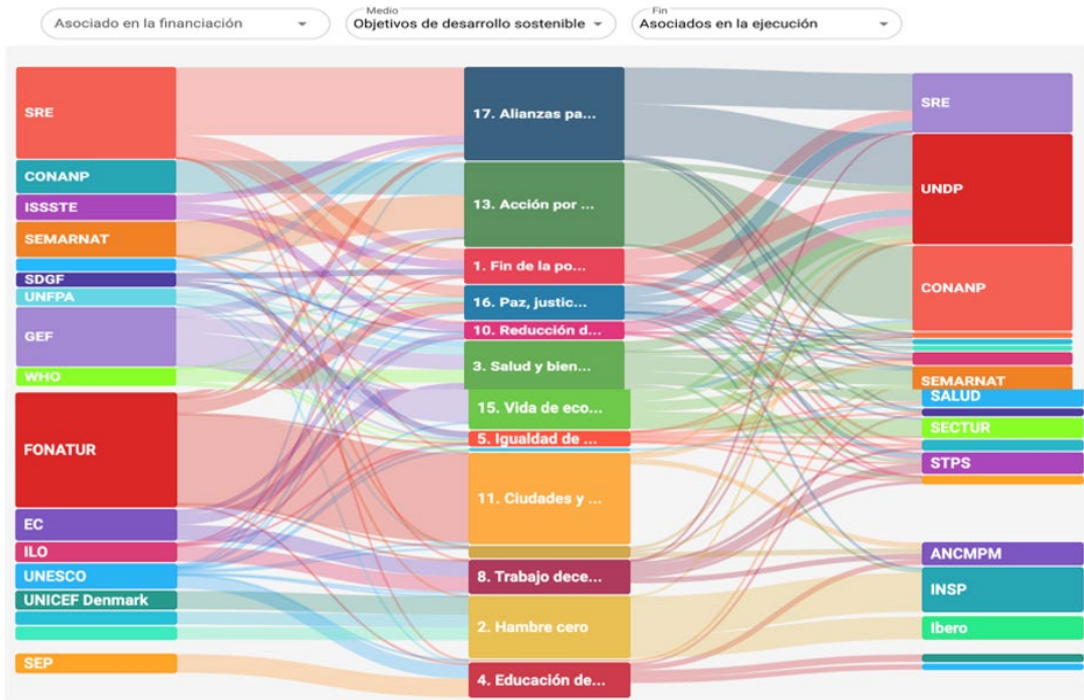 Asociado en la financiación
Medio
Objetivos de desarrollo sostenible
Fin
Asociados en la ejecución
SRE
CONANP
ISSSTE
SEMARNAT
SDGF
UNFPA
GEF
WHO
FONATUR
EC
ILO
UNESCO
UNICEF Denmark
SEP
17. Alianzas pa...
13. Acción por ...
1. Fin de la po...
16. Paz, justic...
10. Reducción d...
3. Salud y bien...
15. Vida de eco...
5. Igualdad de ...
11. Ciudades y ...
8. Trabajo dece...
2. Hambre cero
4. Educación de...
SRE
UNDP
CONANP
SEMARNAT
SALUD
SECTUR
STPS
ANCMPM
INSP
Ibero